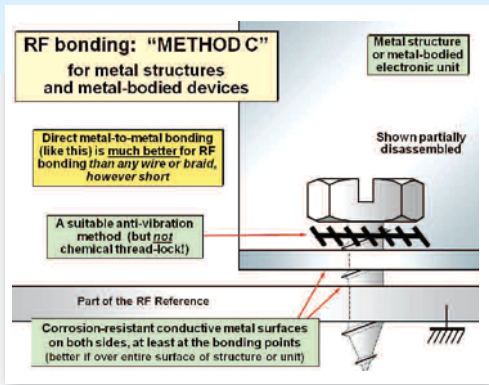 RF bonding: “METHOD C”
for metal structures
and metal-bodied devices
Metal structure
or metal-bodied
electronic unit
Direct metal-to-metal bonding
(like this) is much better for RF
bonding than any wire or braid,
however short
Shown partially
disassembled
A suitable anti-vibration
method (but not
chemical thread-lock!)
Part of the RF Reference
Corrosion-resistant conductive metal surfaces
on both sides, at least at the bonding points
(better if over entire surface of structure or unit)